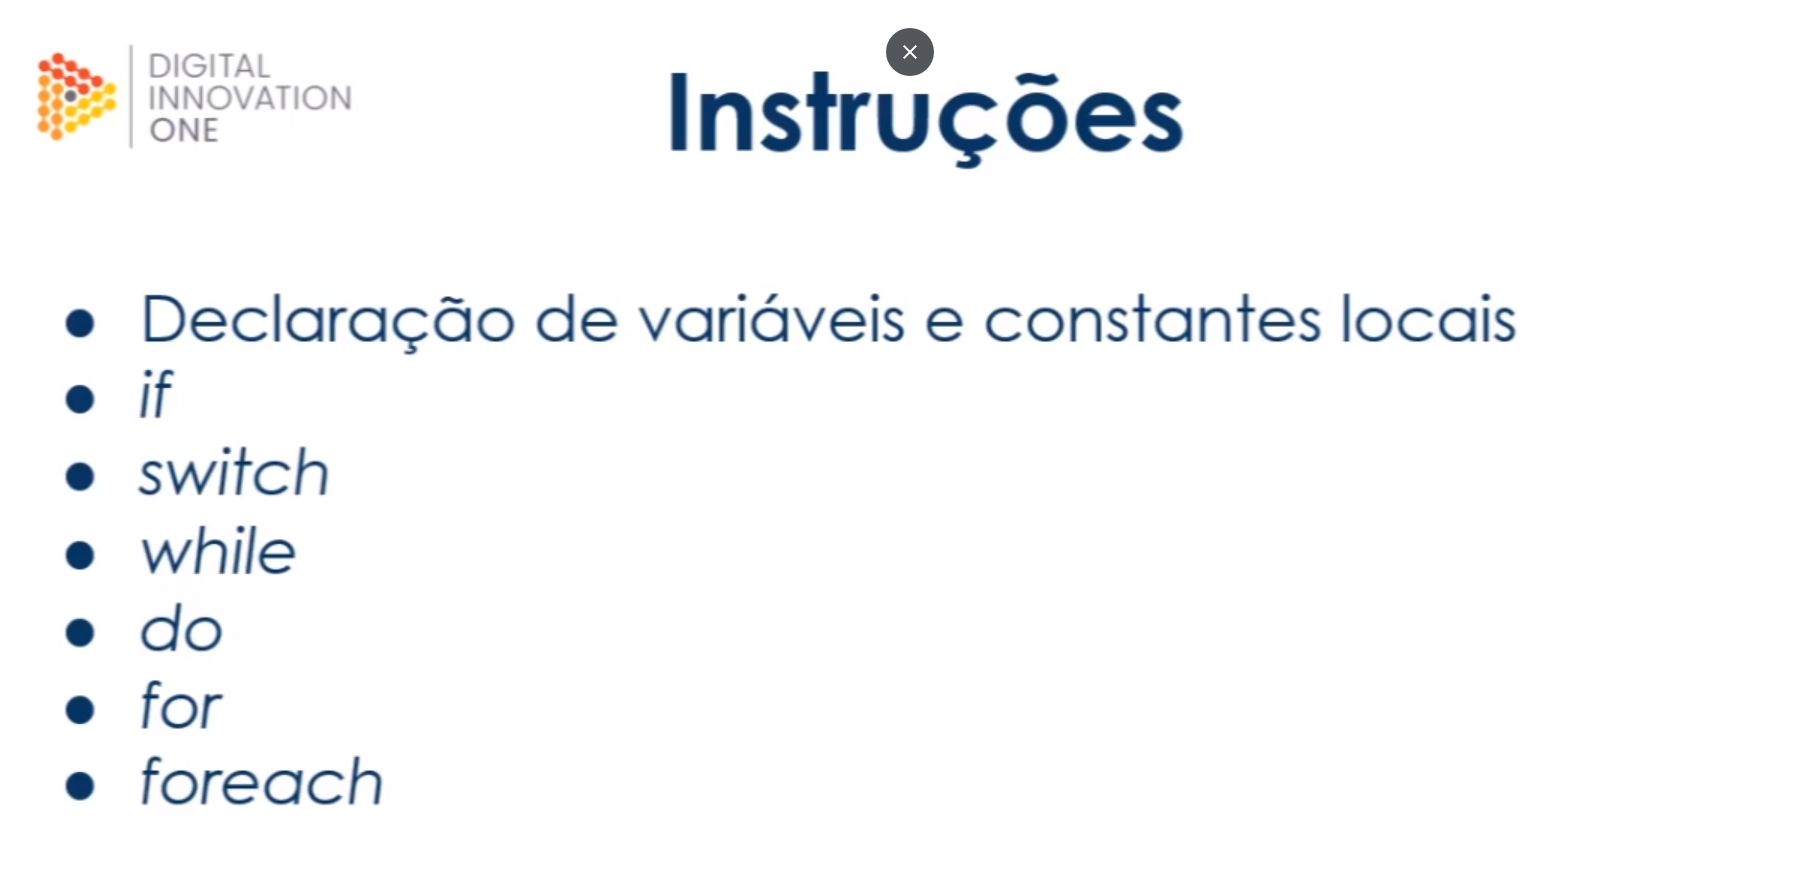 DIGITAL
INNOVATION
ONE
Instruções
● Declaração de variáveis e constantes locais
● if
● switch
● while
● do
● for
● foreach